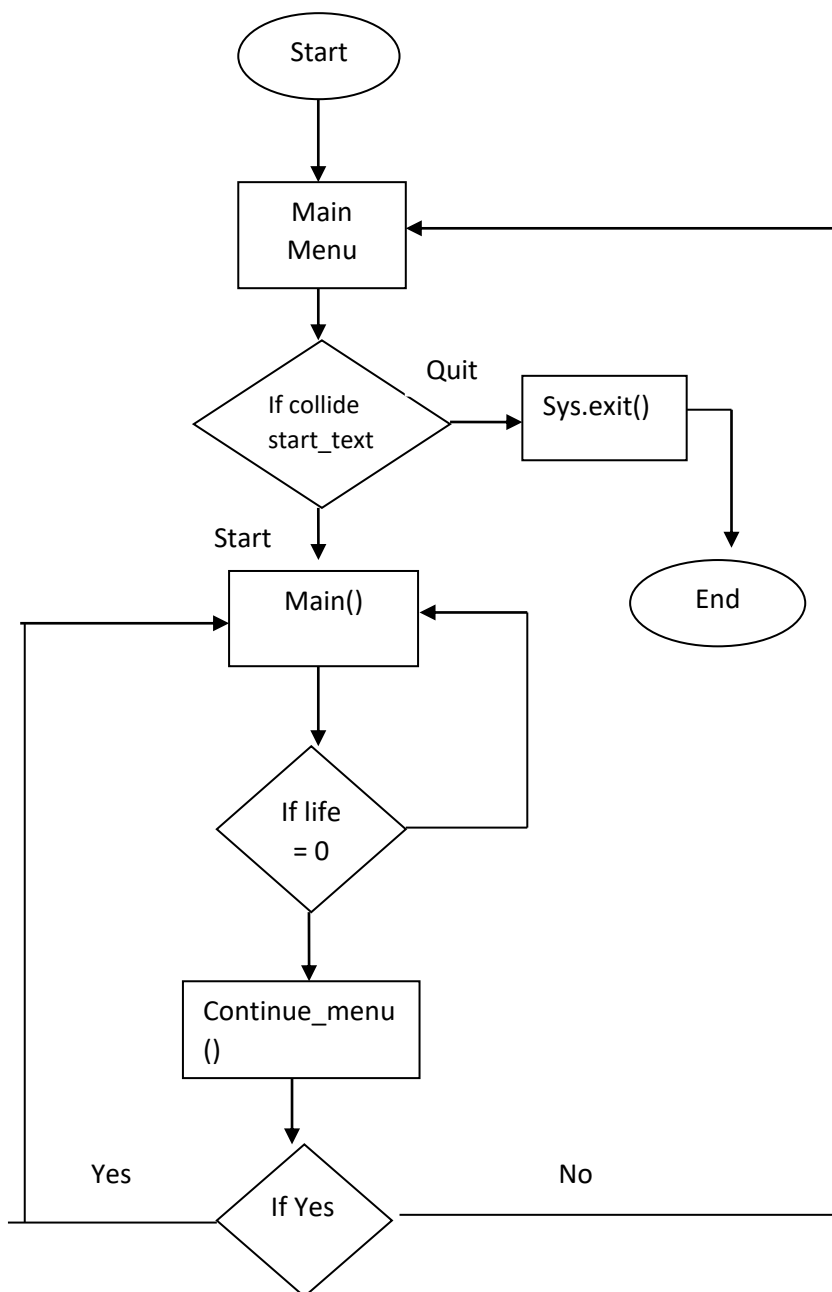 Start
Main
Menu
If collide
start_text
Quit
Sys.exit()
Start
End
Main()
If life
= 0
Continue_menu
()
Yes
If Yes
No